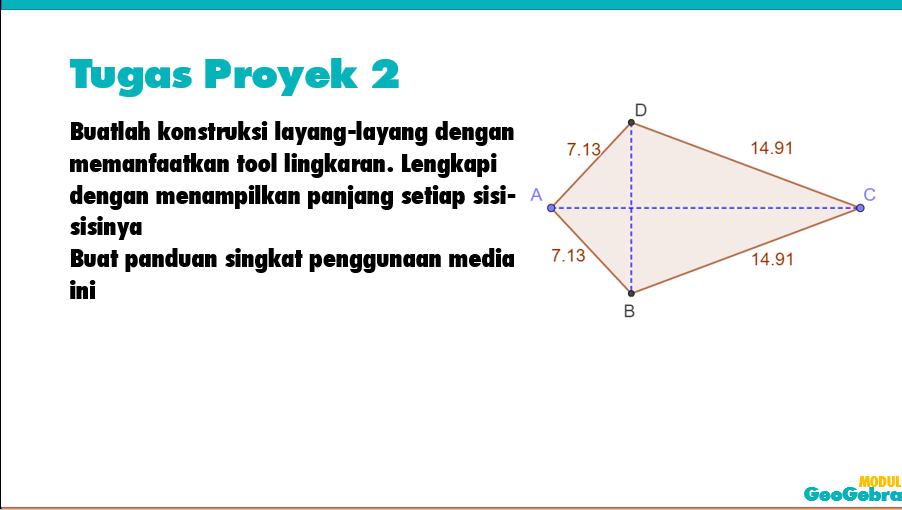 Tugas Proyek 2
Buatlah konstruksi layang-layang dengan
memanfaatkan tool lingkaran. Lengkapi
dengan menampilkan panjang setiap sisi-
sisinya
Buat panduan singkat penggunaan media
ini
D
7.13
14.91
A
C
7.13
14.91
B
MODUL
GeoGebra